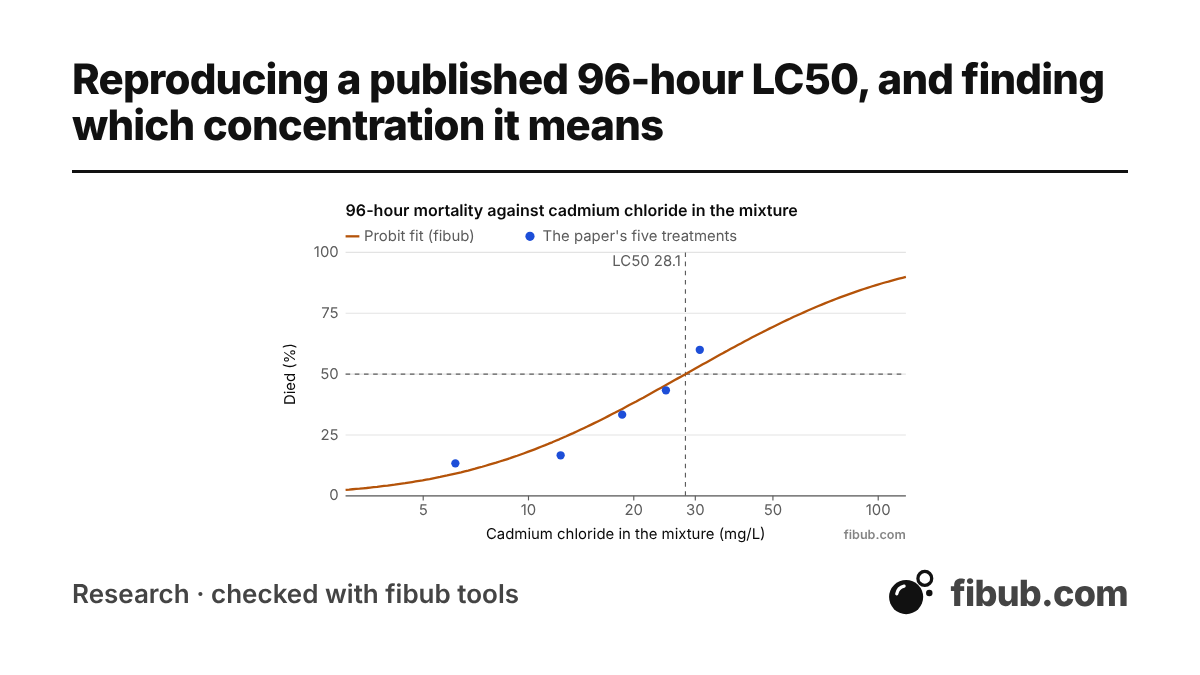 Reproducing a published 96-hour LC50, and finding
which concentration it means
96-hour mortality against cadmium chloride in the mixture
Probit fit (fibub)
The paper's five treatments
100
LC50 28.1
75
50
25
0
Died (%)
5
10
20
30
50
100
Cadmium chloride in the mixture (mg/L)
fibub.com
Research · checked with fibub tools
fibub.com